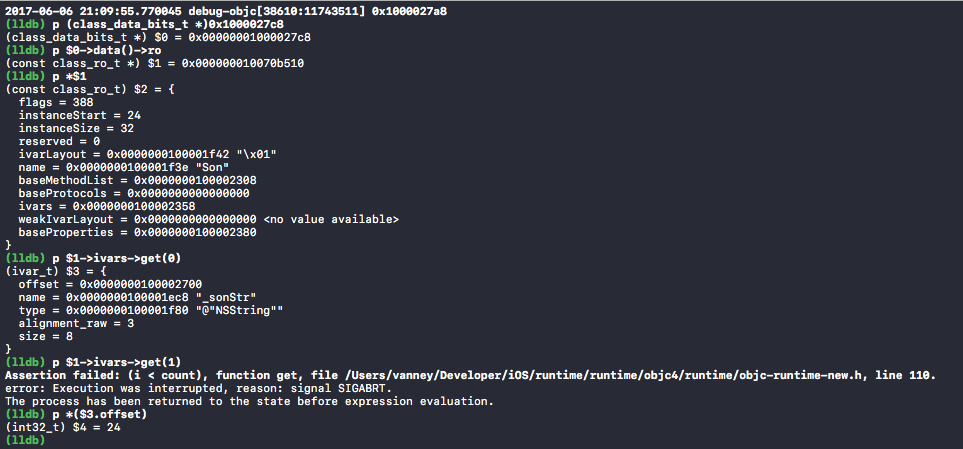 2017-06-06 21:09:55.770045 debug-objc[38610:11743511] 0x1000027a8
(lldb) p (class_data_bits_t *)0x1000027c8
(class_data_bits_t *) $0 = 0x00000001000027c8
(lldb) p $0->data()->ro
(const class_ro_t *) $1 = 0x000000010070b510
(lldb) p *$1
(const class_ro_t) $2 = {
  flags = 388
  instanceStart = 24
  instanceSize = 32
  reserved = 0
  ivarLayout = 0x0000000100001f42 "\x01"
  name = 0x0000000100001f3e "Son"
  baseMethodList = 0x0000000100002308
  baseProtocols = 0x0000000000000000
  ivars = 0x0000000100002358
  weakIvarLayout = 0x0000000000000000 <no value available>
  baseProperties = 0x0000000100002380
}
(lldb) p $1->ivars->get(0)
(ivar_t) $3 = {
  offset = 0x0000000100002700
  name = 0x0000000100001ec8 "_sonStr"
  type = 0x0000000100001f80 "@"NSString""
  alignment_raw = 3
  size = 8
}
(lldb) p $1->ivars->get(1)
Assertion failed: (i < count), function get, file /Users/vanney/Developer/iOS/runtime/runtime/objc4/runtime/objc-runtime-new.h, line 110.
error: Execution was interrupted, reason: signal SIGABRT.
The process has been returned to the state before expression evaluation.
(lldb) p *($3.offset)
(int32_t) $4 = 24
(lldb)